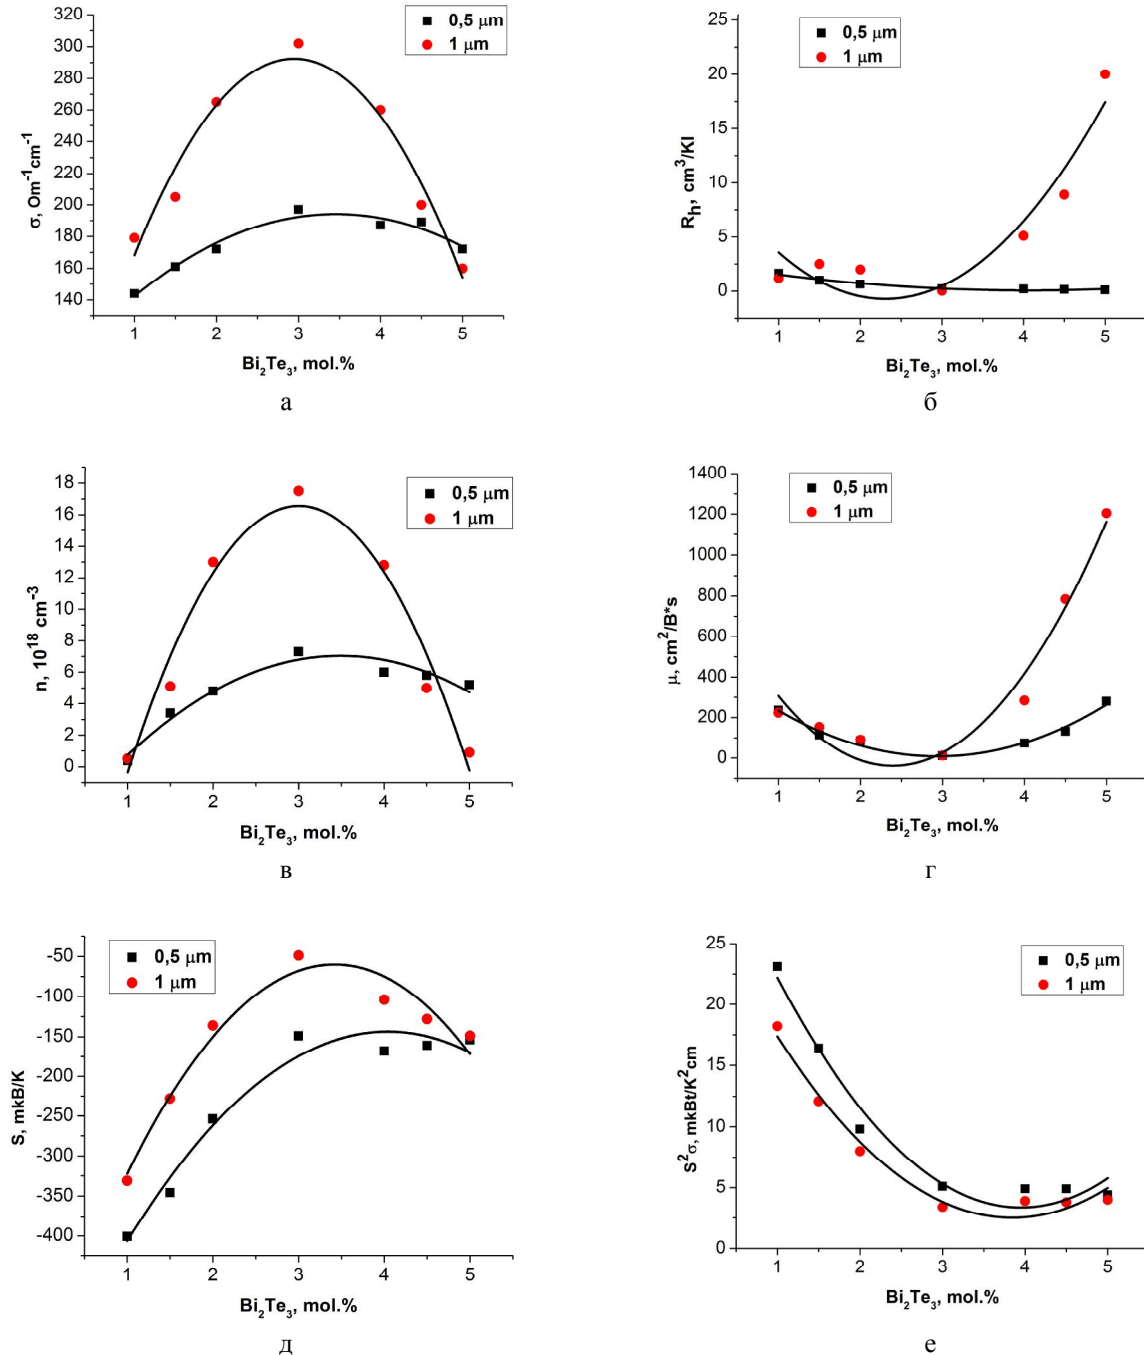 320
300
280
260
240
220
200
180
160
140
σ, Om⁻¹cm⁻¹
0,5 μm
1 μm
1 2 3 4 5
Bi₂Te₃, mol.%
а
25
20
15
10
5
0
Rₕ, cm³/Kl
0,5 μm
1 μm
1 2 3 4 5
Bi₂Te₃, mol.%
б
18
16
14
12
10
8
6
4
2
0
n, 10¹⁸ cm⁻³
0,5 μm
1 μm
1 2 3 4 5
Bi₂Te₃, mol.%
в
1400
1200
1000
800
600
400
200
0
μ, cm²/B*s
0,5 μm
1 μm
1 2 3 4 5
Bi₂Te₃, mol.%
г
-50
-100
-150
-200
-250
-300
-350
-400
S, mkB/K
0,5 μm
1 μm
1 2 3 4 5
Bi₂Te₃, mol.%
д
25
20
15
10
5
0
S²σ, mkBt/K²cm
0,5 μm
1 μm
1 2 3 4 5
Bi₂Te₃, mol.%
е